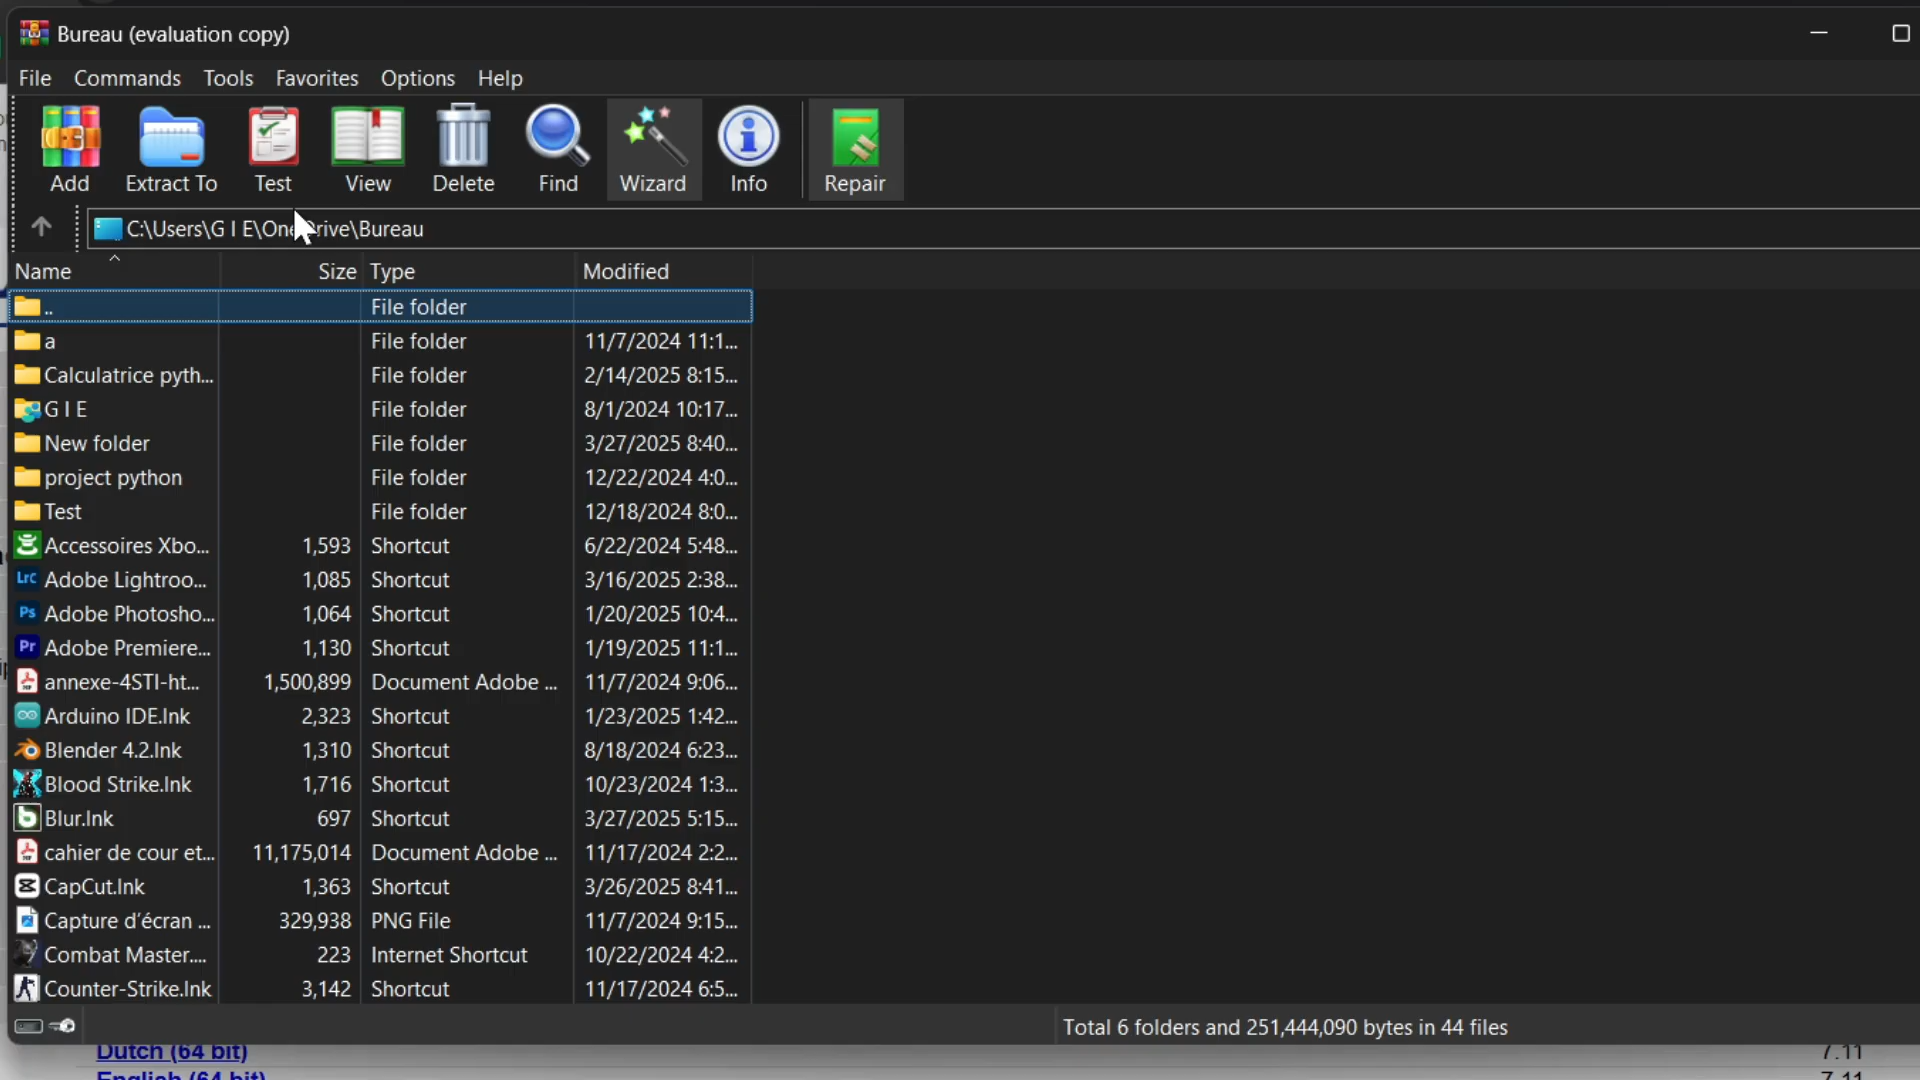 Bureau (evaluation copy)
File Commands Tools Favorites Options Help
Add Extract To Test View Delete Find Wizard Info Repair
C:\Users\G I E\OneDrive\Bureau
Name Size Type Modified
.. File folder
a File folder 11/7/2024 11:1...
Calculatrice pyth... File folder 2/14/2025 8:15...
G I E File folder 8/1/2024 10:17...
New folder File folder 3/27/2025 8:40...
project python File folder 12/22/2024 4:0...
Test File folder 12/18/2024 8:0...
Accessoires Xbo... 1,593 Shortcut 6/22/2024 5:48...
Lrc Adobe Lightroo... 1,085 Shortcut 3/16/2025 2:38...
Ps Adobe Photosho... 1,064 Shortcut 1/20/2025 10:4...
Pr Adobe Premiere... 1,130 Shortcut 1/19/2025 11:1...
annexe-4STI-ht... 1,500,899 Document Adobe ... 11/7/2024 9:06...
Arduino IDE.lnk 2,323 Shortcut 1/23/2025 1:42...
Blender 4.2.lnk 1,310 Shortcut 8/18/2024 6:23...
Blood Strike.lnk 1,716 Shortcut 10/23/2024 1:3...
Blur.lnk 697 Shortcut 3/27/2025 5:15...
cahier de cour et... 11,175,014 Document Adobe ... 11/17/2024 2:2...
CapCut.lnk 1,363 Shortcut 3/26/2025 8:41...
Capture d'écran ... 329,938 PNG File 11/7/2024 9:15...
Combat Master.... 223 Internet Shortcut 10/22/2024 4:2...
Counter-Strike.lnk 3,142 Shortcut 11/17/2024 6:5...
Total 6 folders and 251,444,090 bytes in 44 files
Dutch (64 bit) 7.11
English (64 bit) 7.11